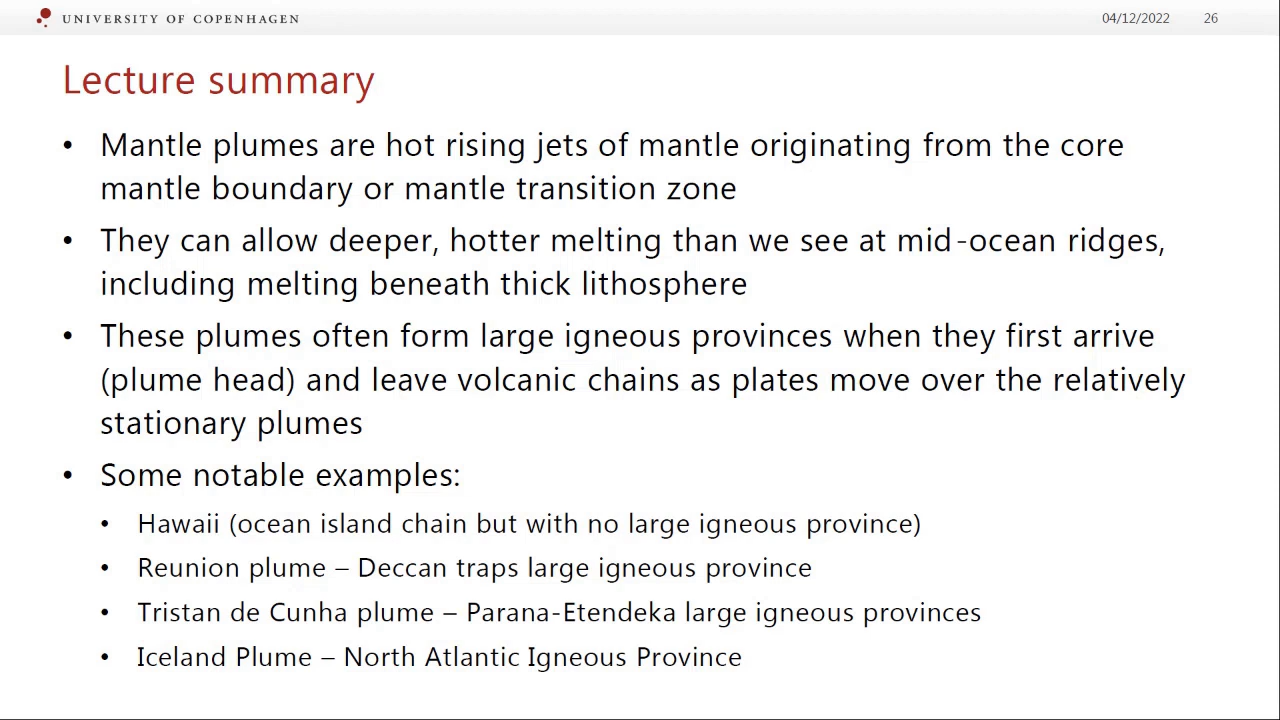 UNIVERSITY OF COPENHAGEN
04/12/2022 26
Lecture summary
• Mantle plumes are hot rising jets of mantle originating from the core
mantle boundary or mantle transition zone
• They can allow deeper, hotter melting than we see at mid-ocean ridges,
including melting beneath thick lithosphere
• These plumes often form large igneous provinces when they first arrive
(plume head) and leave volcanic chains as plates move over the relatively
stationary plumes
• Some notable examples:
• Hawaii (ocean island chain but with no large igneous province)
• Reunion plume – Deccan traps large igneous province
• Tristan de Cunha plume – Parana-Etendeka large igneous provinces
• Iceland Plume – North Atlantic Igneous Province